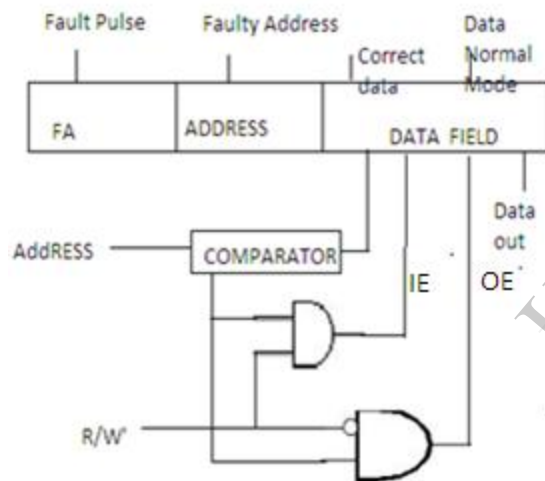 Fault Pulse
Faulty Address
Correct data
Data Normal Mode
FA
ADDRESS
DATA FIELD
Data out
AddRESS
COMPARATOR
IE
OE
R/W'